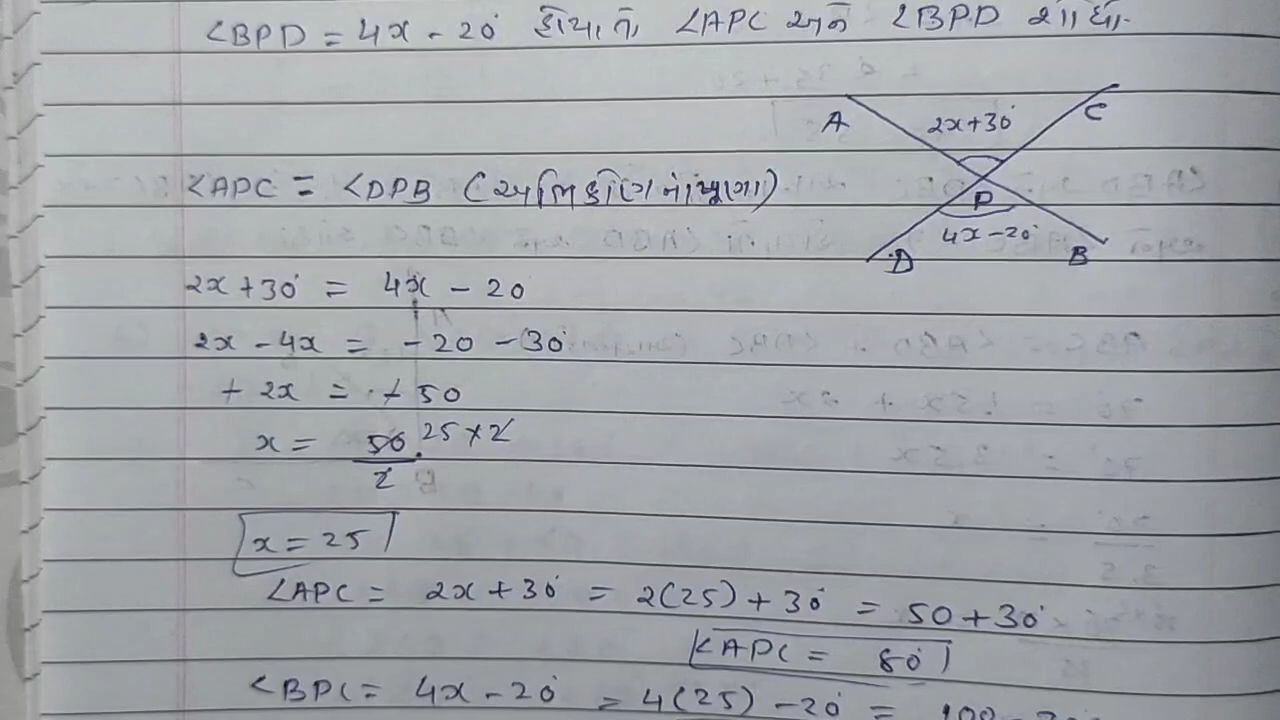 ∠BPD = 4x - 20° હોય તો ∠APC અને ∠BPD શોધો.
A
2x+30°
C
∠APC = ∠DPB (અભિકોણના ખૂણા)
P
4x-20°
D
B
2x+30° = 4x - 20
2x - 4x = -20 -30°
+ 2x = + 50
x = 50 25×2
2
x = 25
∠APC = 2x+30° = 2(25)+30° = 50+30°
∠APC = 80°
∠BPC = 4x-20° = 4(25) -20° = 100 -